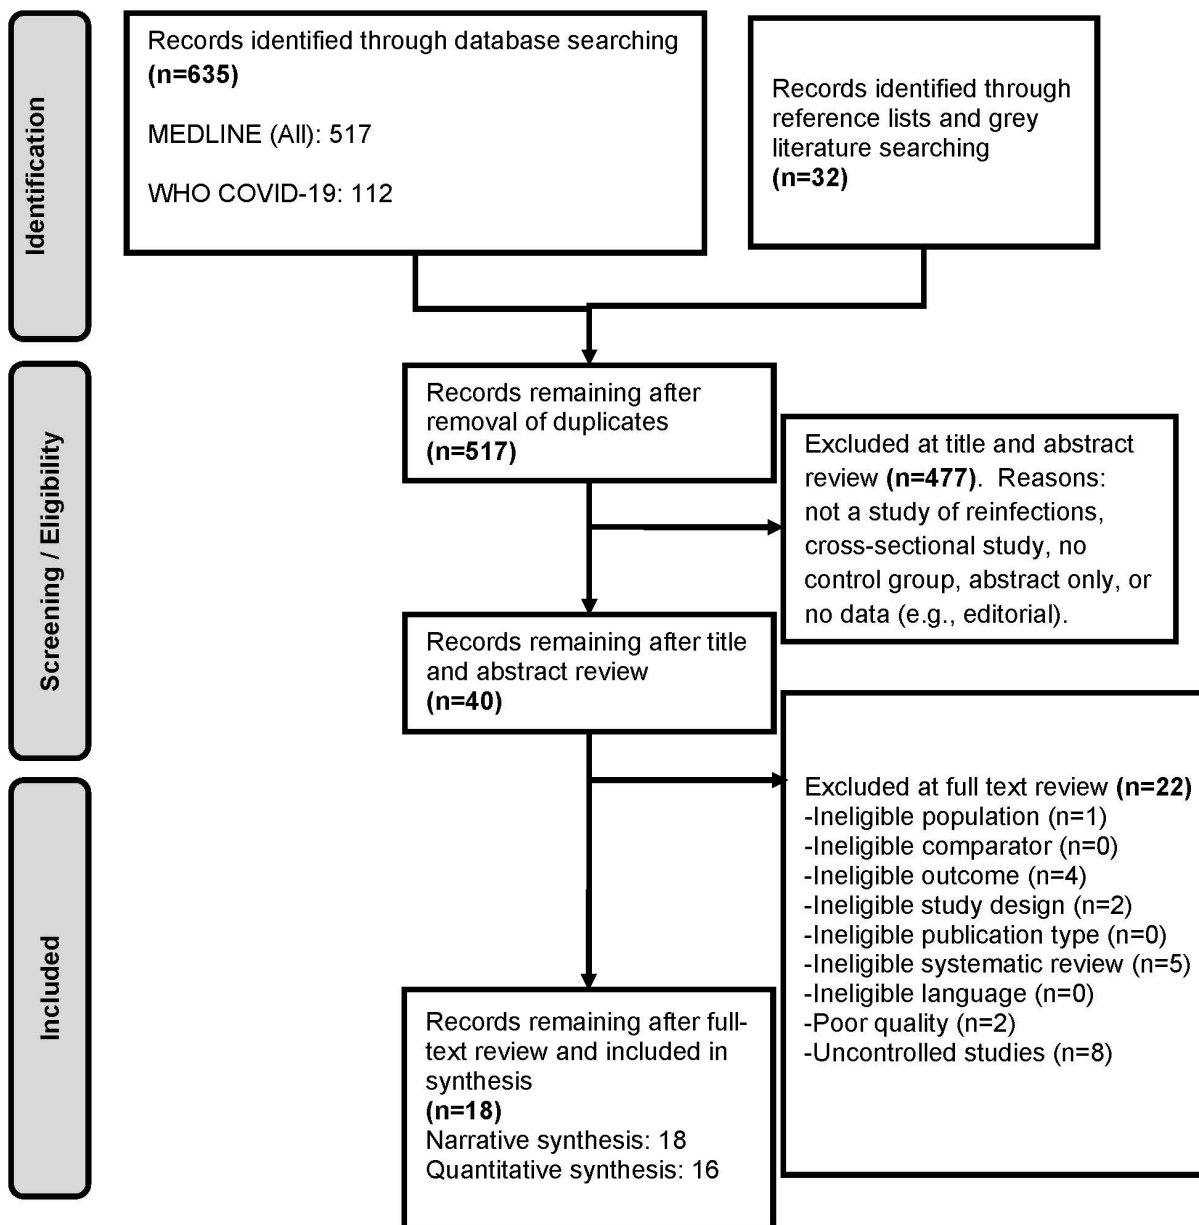 Identification
Records identified through database searching
(n=635)
MEDLINE (All): 517
WHO COVID-19: 112
Records identified through
reference lists and grey
literature searching
(n=32)
Screening / Eligibility
Records remaining after
removal of duplicates
(n=517)
Excluded at title and abstract
review (n=477).  Reasons:
not a study of reinfections,
cross-sectional study, no
control group, abstract only, or
no data (e.g., editorial).
Records remaining after title
and abstract review
(n=40)
Excluded at full text review (n=22)
-Ineligible population (n=1)
-Ineligible comparator (n=0)
-Ineligible outcome (n=4)
-Ineligible study design (n=2)
-Ineligible publication type (n=0)
-Ineligible systematic review (n=5)
-Ineligible language (n=0)
-Poor quality (n=2)
-Uncontrolled studies (n=8)
Included
Records remaining after full-
text review and included in
synthesis
(n=18)
Narrative synthesis: 18
Quantitative synthesis: 16